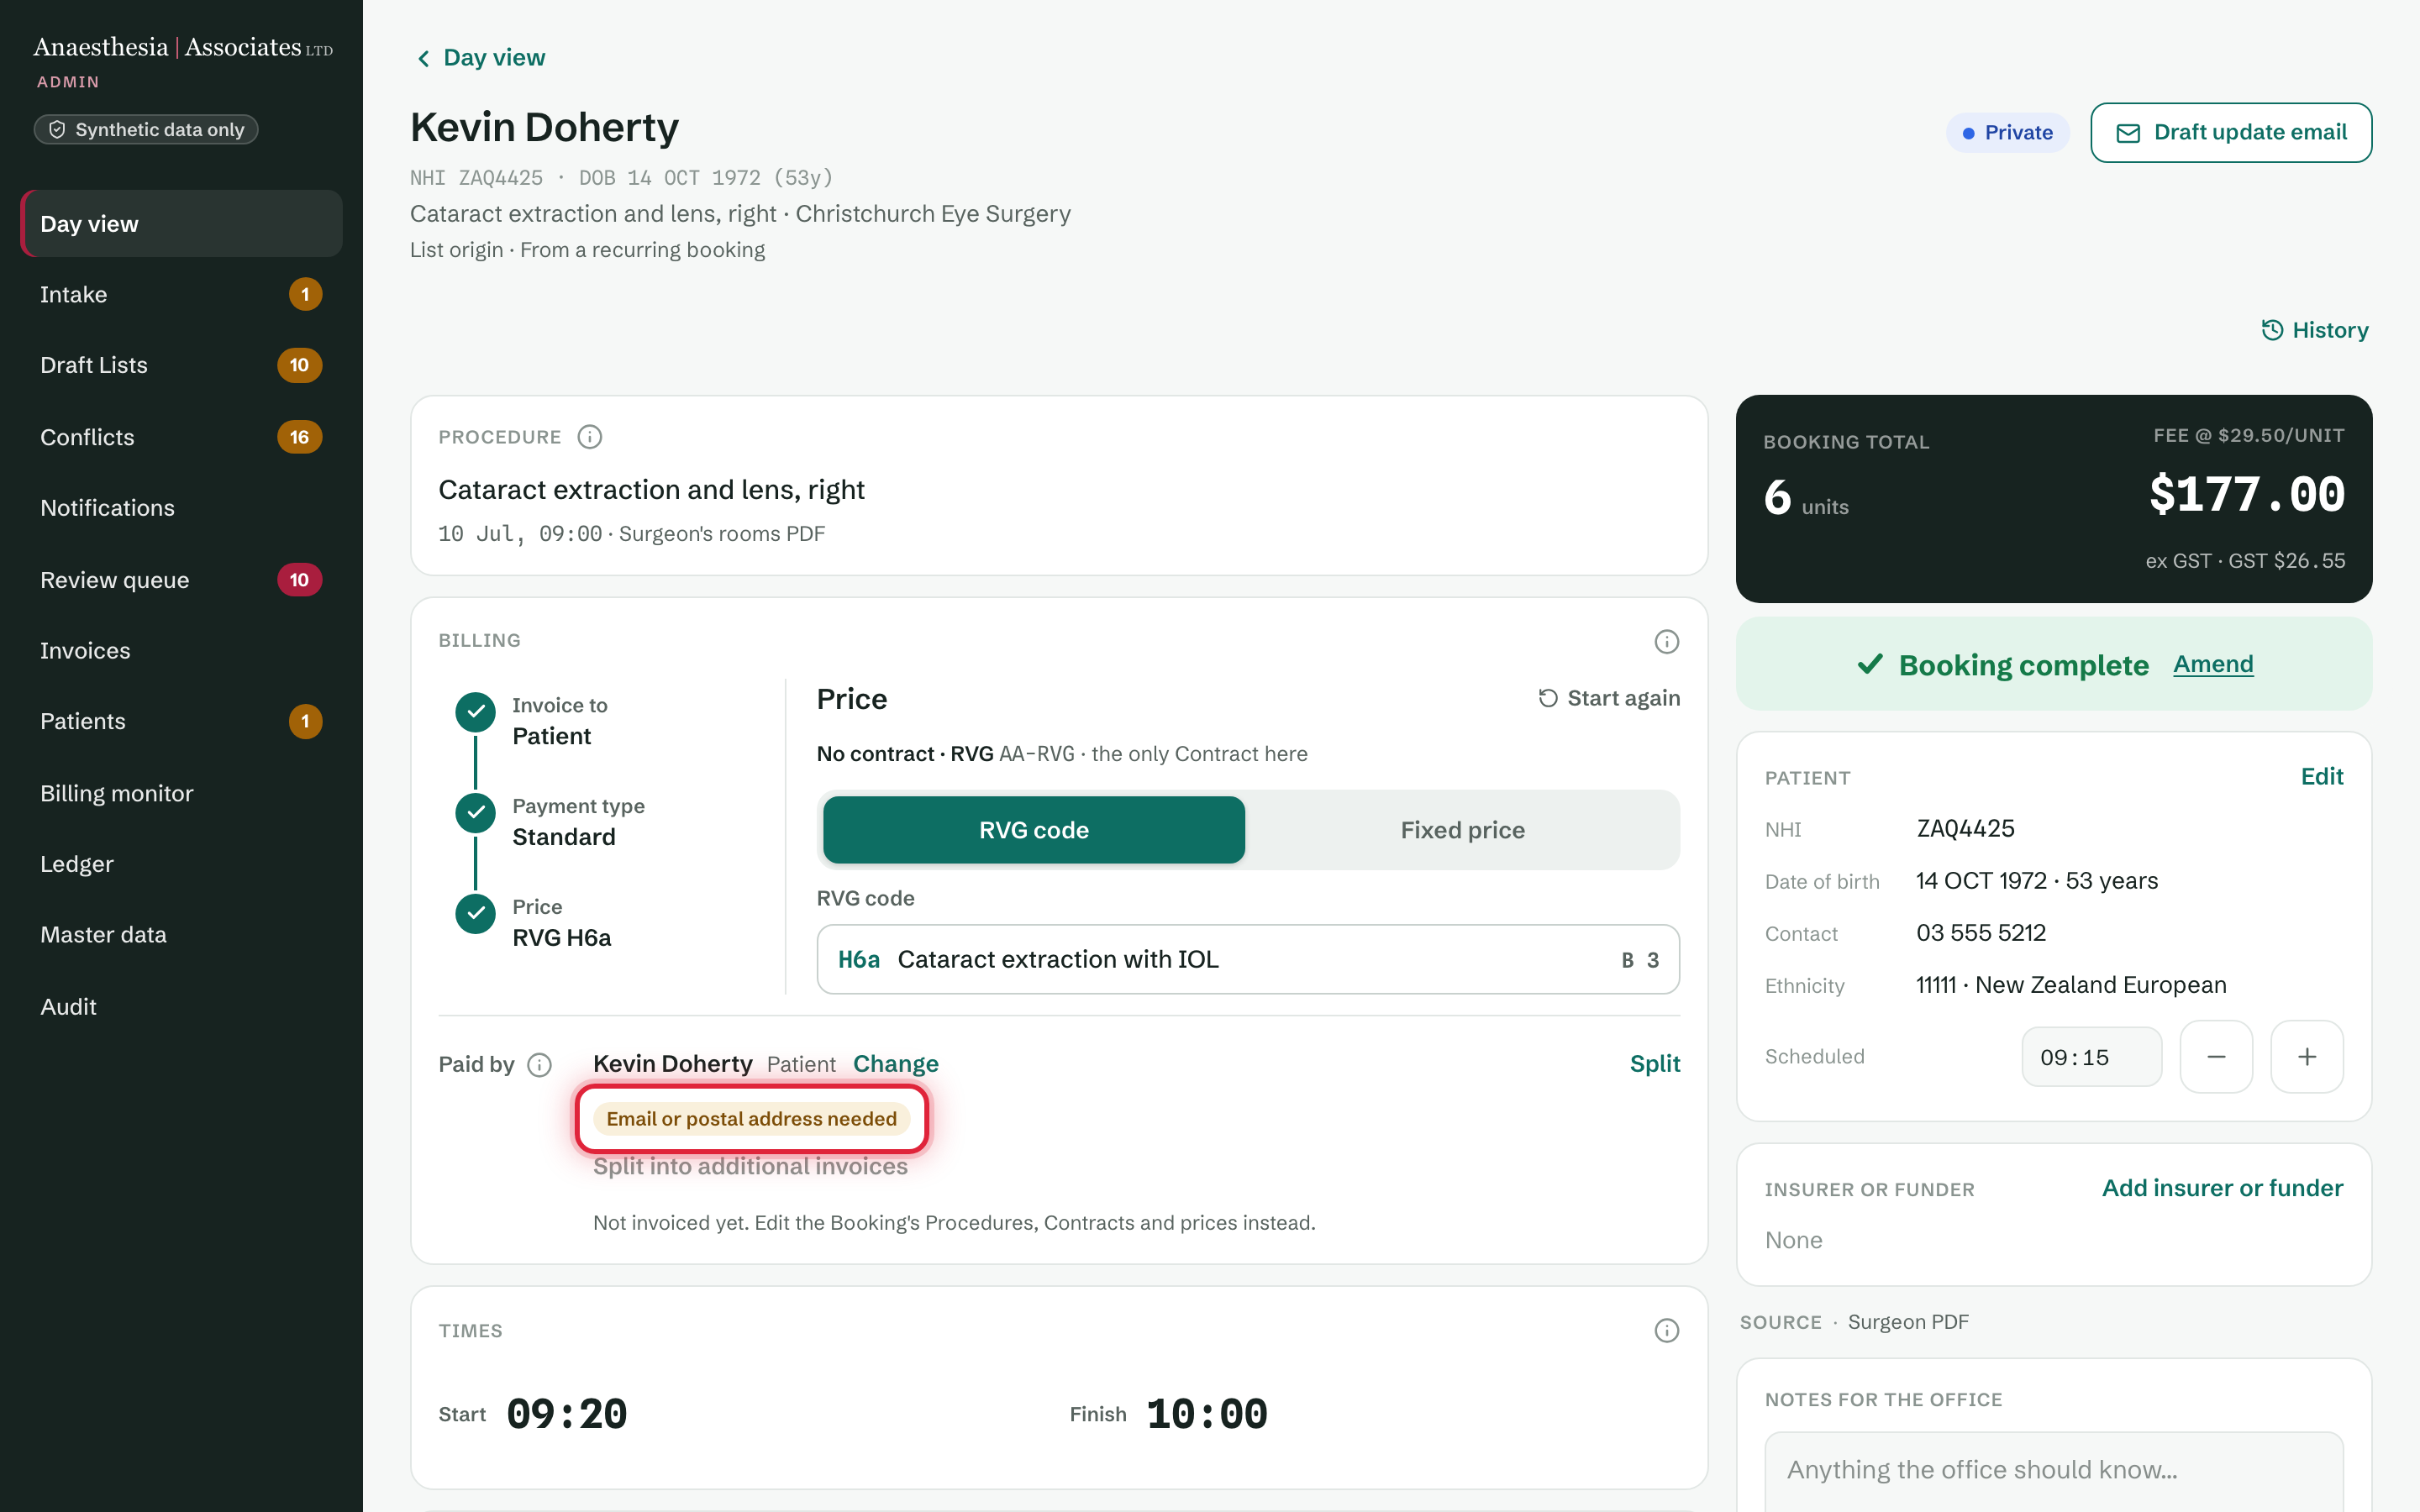 Anaesthesia | Associates LTD
ADMIN
Synthetic data only
Day view
Intake 1
Draft Lists 10
Conflicts 16
Notifications
Review queue 10
Invoices
Patients 1
Billing monitor
Ledger
Master data
Audit
Day view
Kevin Doherty
NHI ZAQ4425 · DOB 14 OCT 1972 (53y)
Cataract extraction and lens, right · Christchurch Eye Surgery
List origin · From a recurring booking
Private
Draft update email
History
PROCEDURE
Cataract extraction and lens, right
10 Jul, 09:00 · Surgeon's rooms PDF
BILLING
Invoice to
Patient
Payment type
Standard
Price
RVG H6a
Price
Start again
No contract · RVG AA-RVG · the only Contract here
RVG code
Fixed price
RVG code
H6a Cataract extraction with IOL B 3
Paid by Kevin Doherty Patient Change Split
Email or postal address needed
Split into additional invoices
Not invoiced yet. Edit the Booking's Procedures, Contracts and prices instead.
TIMES
Start 09:20
Finish 10:00
BOOKING TOTAL
FEE @ $29.50/UNIT
6 units
$177.00
ex GST · GST $26.55
Booking complete Amend
PATIENT Edit
NHI ZAQ4425
Date of birth 14 OCT 1972 · 53 years
Contact 03 555 5212
Ethnicity 11111 · New Zealand European
Scheduled 09:15 − +
INSURER OR FUNDER Add insurer or funder
None
SOURCE · Surgeon PDF
NOTES FOR THE OFFICE
Anything the office should know...